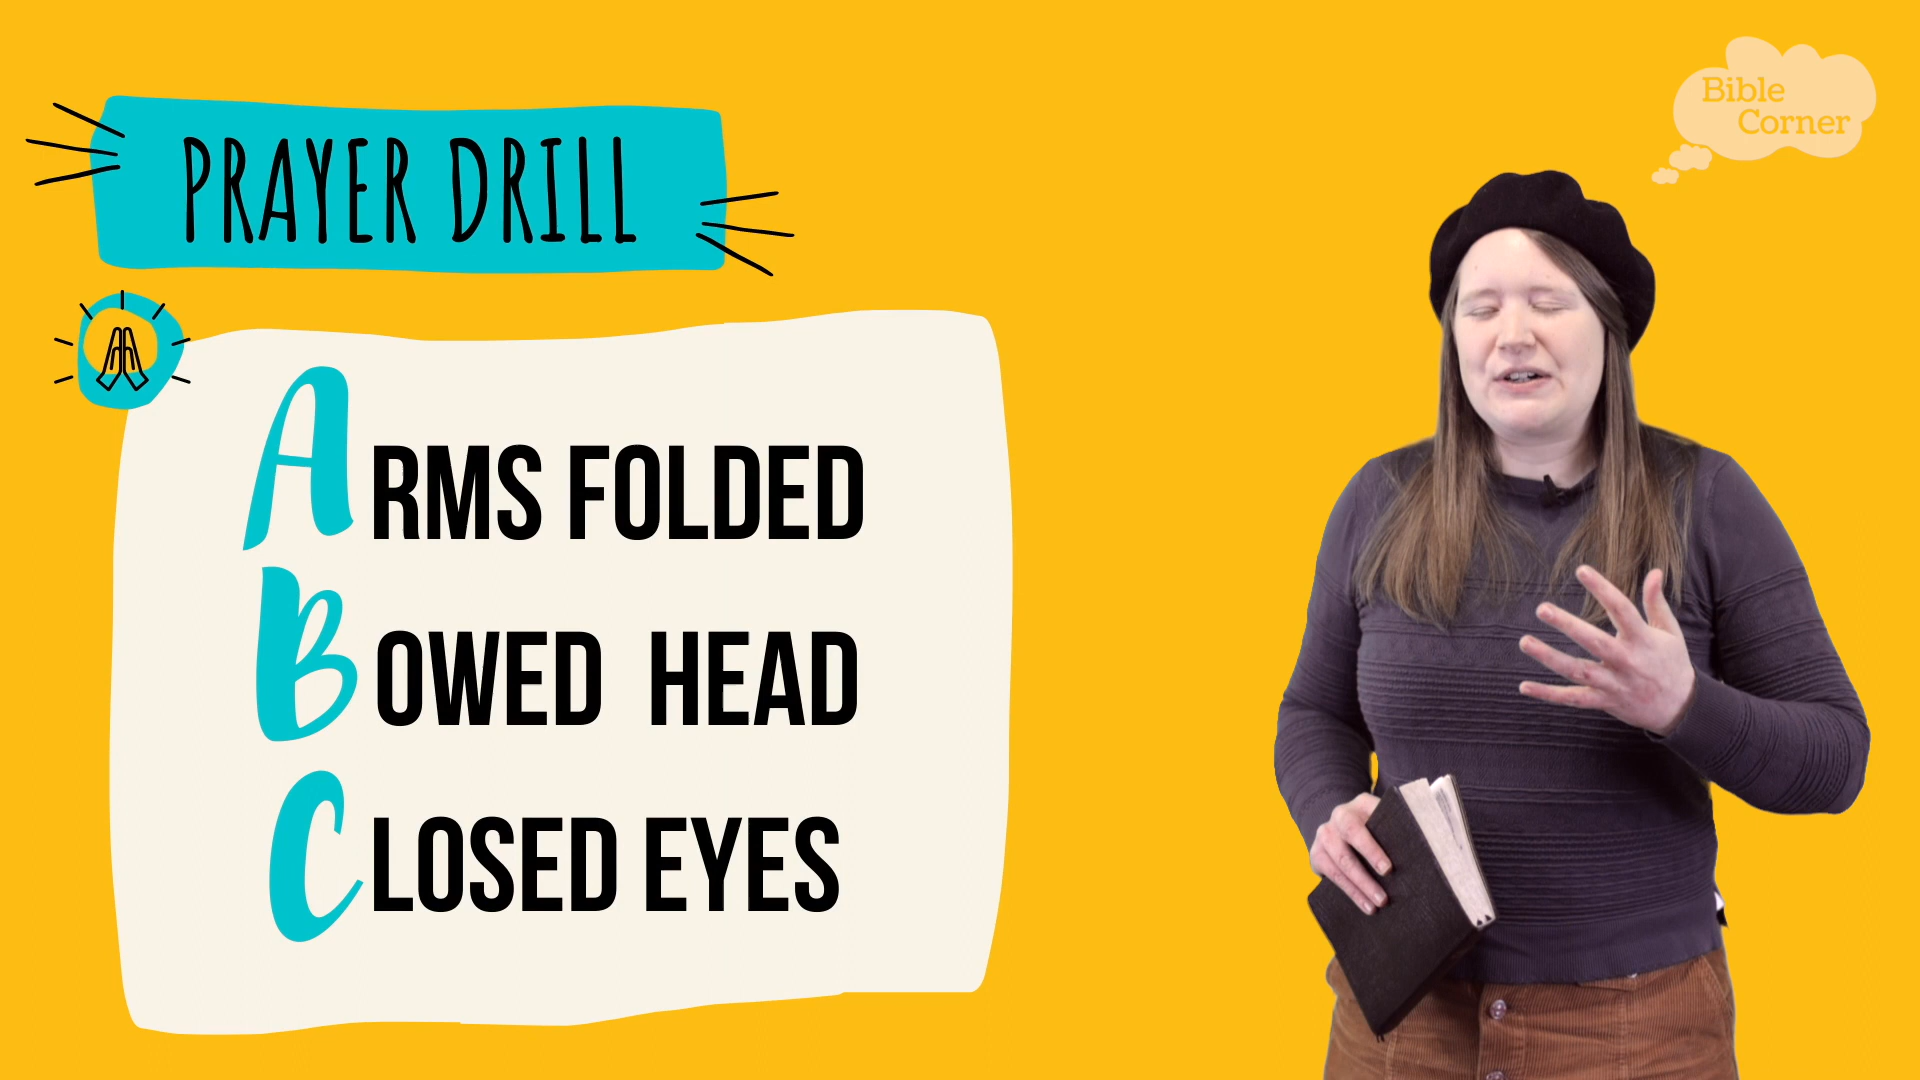 PRAYER DRILL
ARMS FOLDED
BOWED HEAD
CLOSED EYES
Bible
Corner